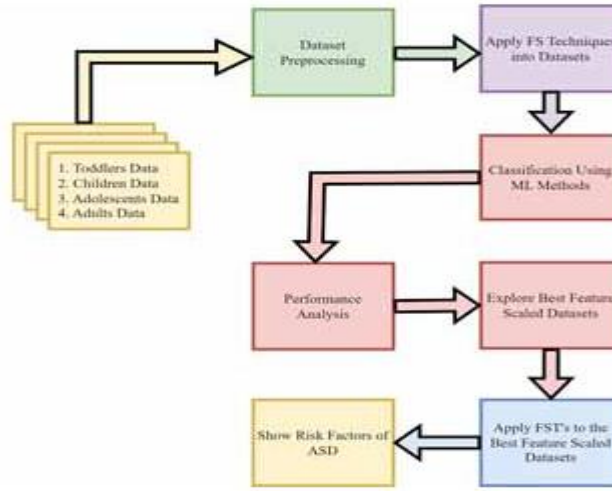 Dataset
Preprocessing
Apply FS Techniques
into Datasets
1. Toddlers Data
2. Children Data
3. Adolescents Data
4. Adults Data
Classification Using
ML Methods
Performance
Analysis
Explore Best Feature
Scaled Datasets
Show Risk Factors of
ASD
Apply FST's to the
Best Feature Scaled
Datasets